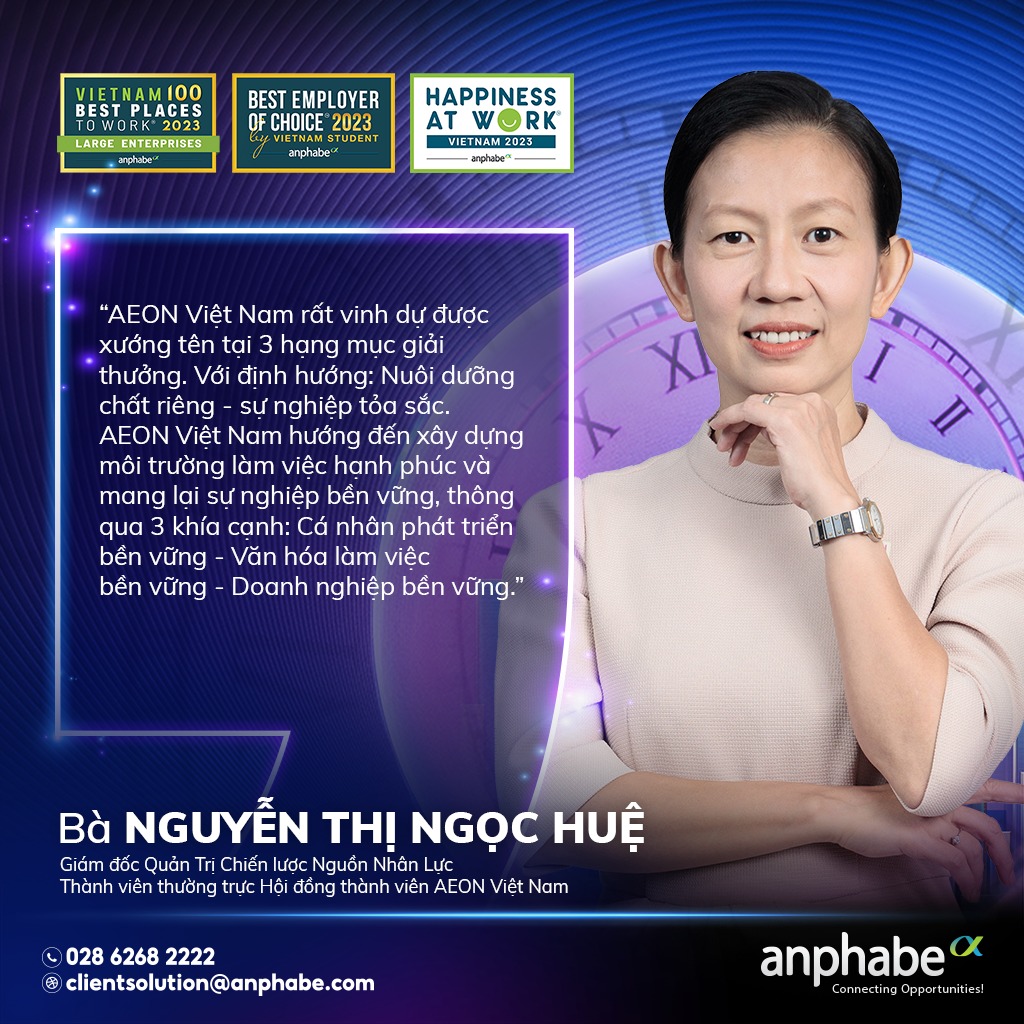 VIETNAM 100
BEST PLACES
TO WORK® 2023
LARGE ENTERPRISES
anphabe
BEST EMPLOYER
OF CHOICE® 2023
by VIETNAM STUDENT
anphabe
HAPPINESS
AT WORK®
VIETNAM 2023
anphabe
XI
I
X
II
“AEON Việt Nam rất vinh dự được
xướng tên tại 3 hạng mục giải
thưởng. Với định hướng: Nuôi dưỡng
chất riêng - sự nghiệp tỏa sắc.
AEON Việt Nam hướng đến xây dựng
môi trường làm việc hạnh phúc và
mang lại sự nghiệp bền vững, thông
qua 3 khía cạnh: Cá nhân phát triển
bền vững - Văn hóa làm việc
bền vững - Doanh nghiệp bền vững.”
Bà NGUYỄN THỊ NGỌC HUỆ
Giám đốc Quản Trị Chiến lược Nguồn Nhân Lực
Thành viên thường trực Hội đồng thành viên AEON Việt Nam
028 6268 2222
clientsolution@anphabe.com
anphabe
Connecting Opportunities!